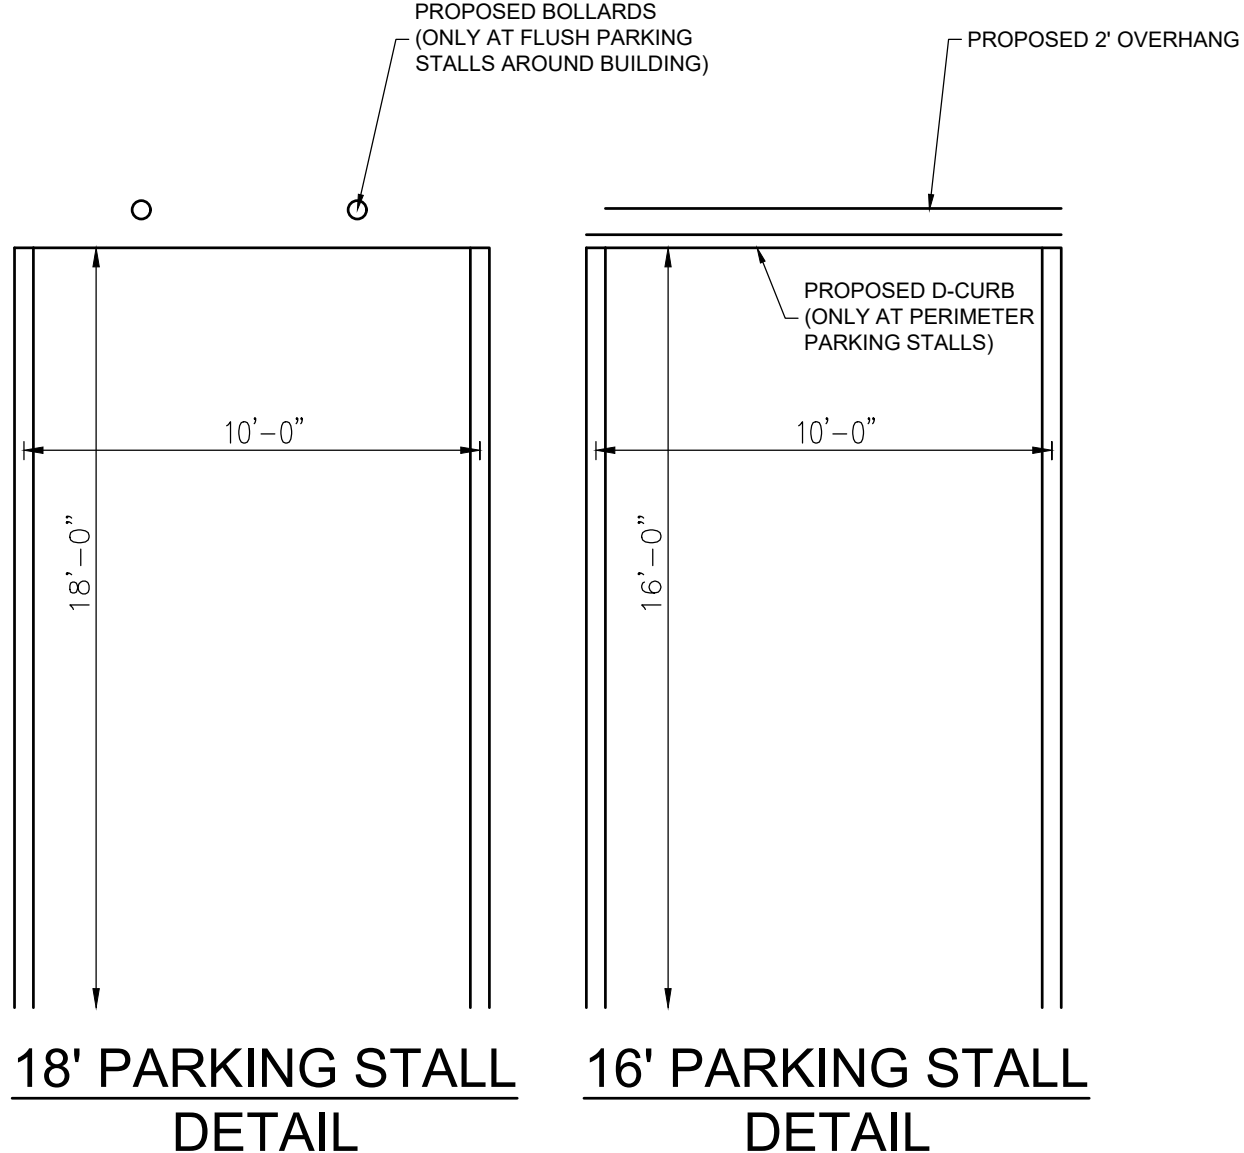 PROPOSED BOLLARDS
(ONLY AT FLUSH PARKING
STALLS AROUND BUILDING)
PROPOSED 2' OVERHANG
PROPOSED D-CURB
(ONLY AT PERIMETER
PARKING STALLS)
10'-0"
10'-0"
18'-0"
16'-0"
18' PARKING STALL
DETAIL
16' PARKING STALL
DETAIL